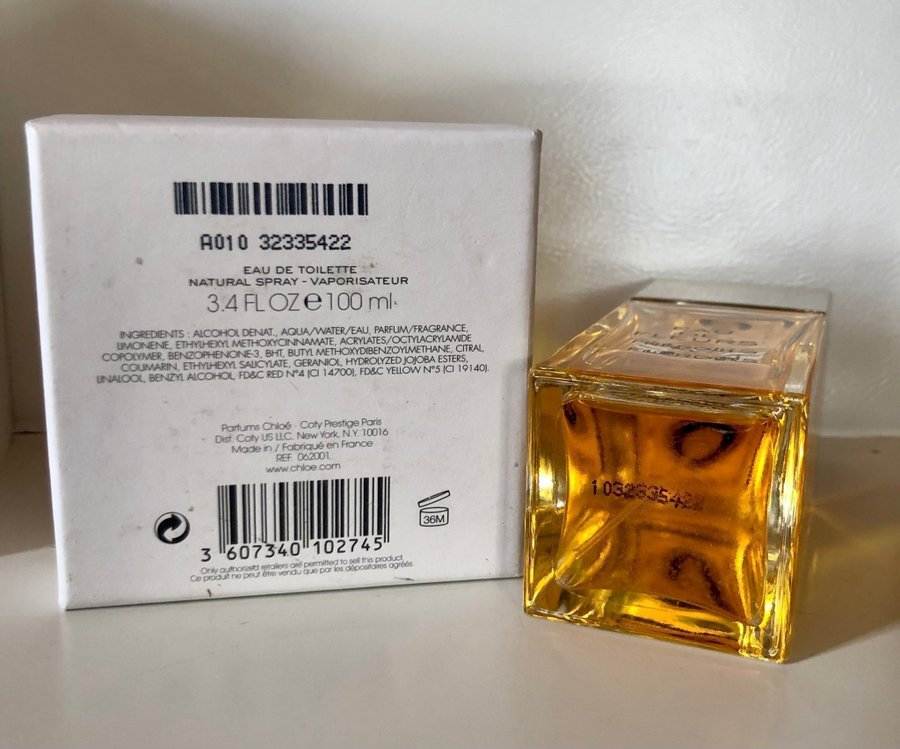 A010 32335422
EAU DE TOILETTE
NATURAL SPRAY - VAPORISATEUR
3.4 FL OZ ℮ 100 ml.
INGREDIENTS : ALCOHOL DENAT., AQUA/WATER/EAU, PARFUM/FRAGRANCE,
LIMONENE, ETHYLHEXYL METHOXYCINNAMATE, ACRYLATES/OCTYLACRYLAMIDE
COPOLYMER, BENZOPHENONE-3, BHT, BUTYL METHOXYDIBENZOYLMETHANE, CITRAL,
COUMARIN, ETHYLHEXYL SALICYLATE, GERANIOL, HYDROLYZED JOJOBA ESTERS,
LINALOOL, BENZYL ALCOHOL, FD&C RED N°4 (CI 14700), FD&C YELLOW N°5 (CI 19140).
Parfums Chloé - Coty Prestige Paris
Dist. Coty US LLC. New York, N.Y. 10016
Made in / Fabriqué en France
REF. 062001
www.chloe.com
36M
3 607340 102745
Only authorized retailers are permitted to sell this product.
Ce produit ne peut être vendu que par les dépositaires agréés.